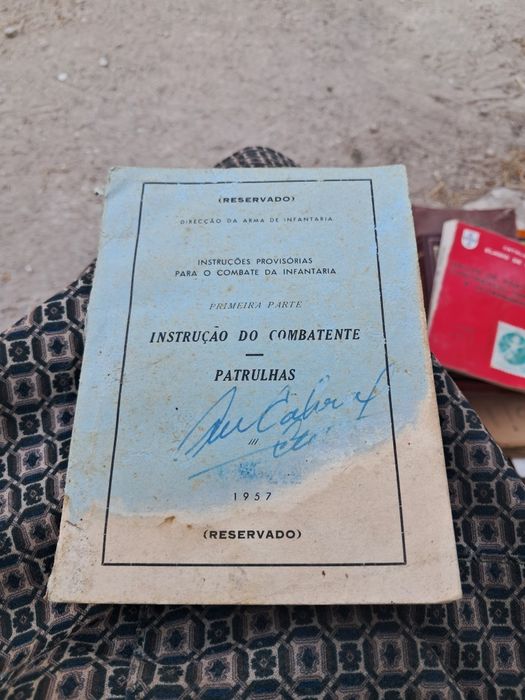 (RESERVADO)
DIRECÇÃO DA ARMA DE INFANTARIA
INSTRUÇÕES PROVISÓRIAS
PARA O COMBATE DA INFANTARIA
PRIMEIRA PARTE
INSTRUÇÃO DO COMBATENTE
PATRULHAS
///
1957
(RESERVADO)